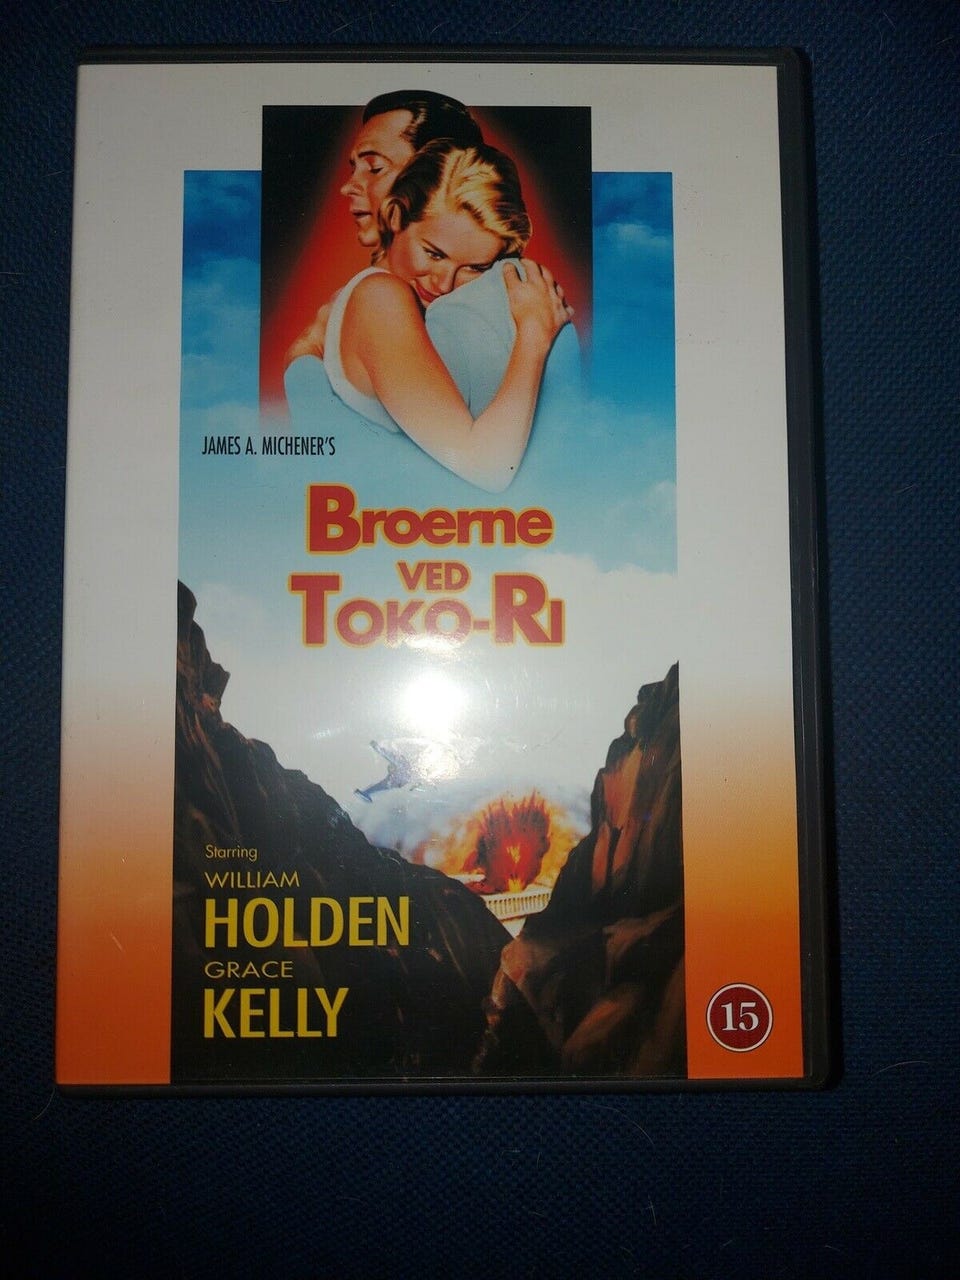 JAMES A. MICHENER'S
BROERNE
VED
TOKO-RI
Starring
WILLIAM
HOLDEN
GRACE
KELLY
15